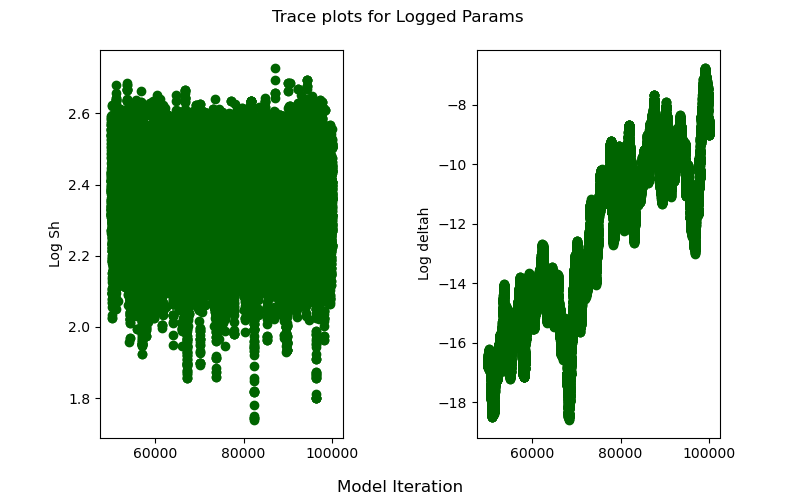 Trace plots for Logged Params
Log Sh
2.6
2.4
2.2
2.0
1.8
60000 80000 100000
Log deltah
−8
−10
−12
−14
−16
−18
60000 80000 100000
Model Iteration